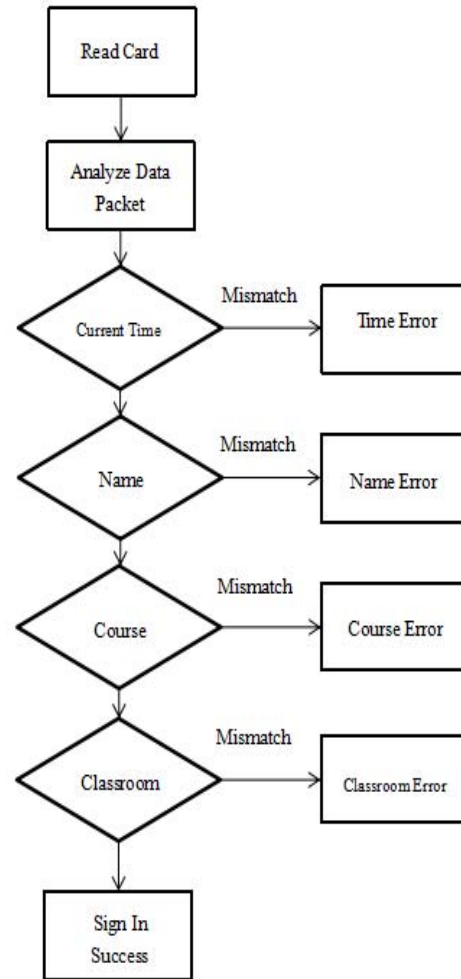 Read Card
Analyze Data
Packet
Mismatch
Current Time
Time Error
Mismatch
Name
Name Error
Mismatch
Course
Course Error
Mismatch
Classroom
Classroom Error
Sign In
Success